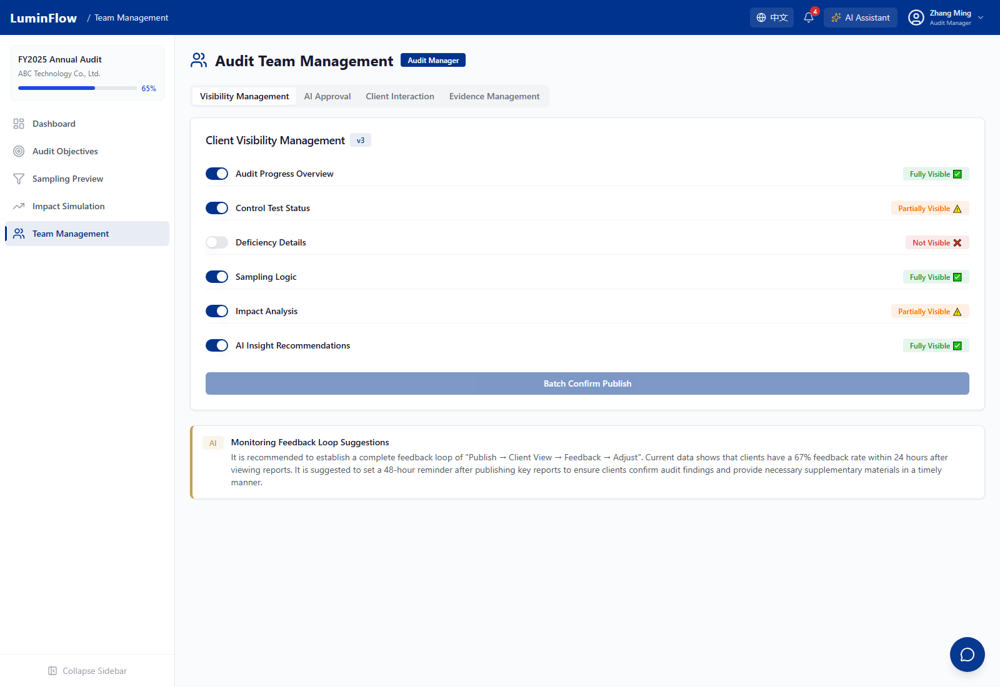 LuminFlow / Team Management
中文
4
AI Assistant
Zhang Ming
Audit Manager
FY2025 Annual Audit
ABC Technology Co., Ltd.
65%
Dashboard
Audit Objectives
Sampling Preview
Impact Simulation
Team Management
Collapse Sidebar
Audit Team Management Audit Manager
Visibility Management AI Approval Client Interaction Evidence Management
Client Visibility Management v3
Audit Progress Overview Fully Visible ✅
Control Test Status Partially Visible ⚠️
Deficiency Details Not Visible ❌
Sampling Logic Fully Visible ✅
Impact Analysis Partially Visible ⚠️
AI Insight Recommendations Fully Visible ✅
Batch Confirm Publish
AI Monitoring Feedback Loop Suggestions
It is recommended to establish a complete feedback loop of "Publish → Client View → Feedback → Adjust". Current data shows that clients have a 67% feedback rate within 24 hours after
viewing reports. It is suggested to set a 48-hour reminder after publishing key reports to ensure clients confirm audit findings and provide necessary supplementary materials in a timely
manner.